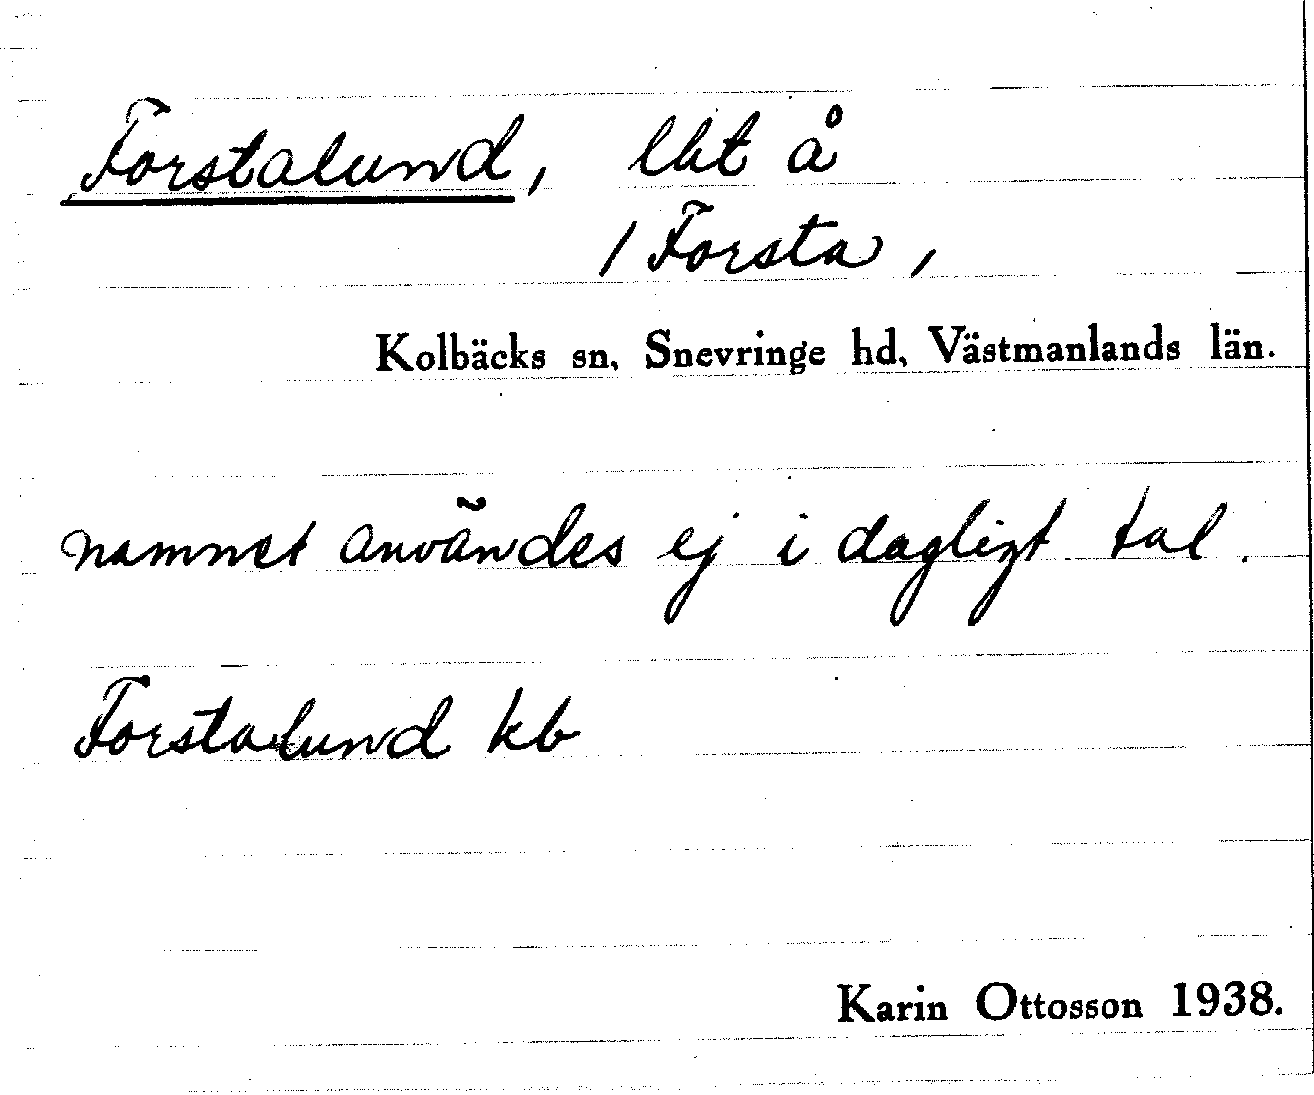 Forstalund, lht å
/ Forsta,
Kolbäcks sn, Snevringe hd, Västmanlands län.
namnet användes ej i dagligt tal.
Forstalund kb
Karin Ottosson 1938.